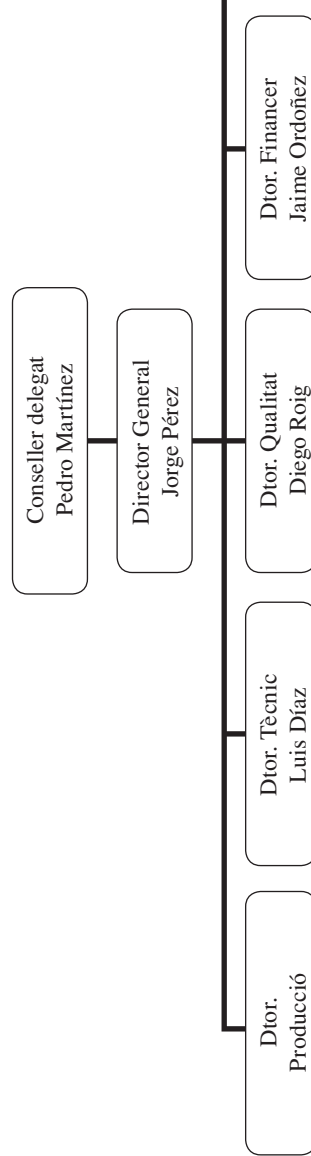 Conseller delegat
Pedro Martínez
Director General
Jorge Pérez
Dtor.
Producció
Dtor. Tècnic
Luis Díaz
Dtor. Qualitat
Diego Roig
Dtor. Financer
Jaime Ordoñez